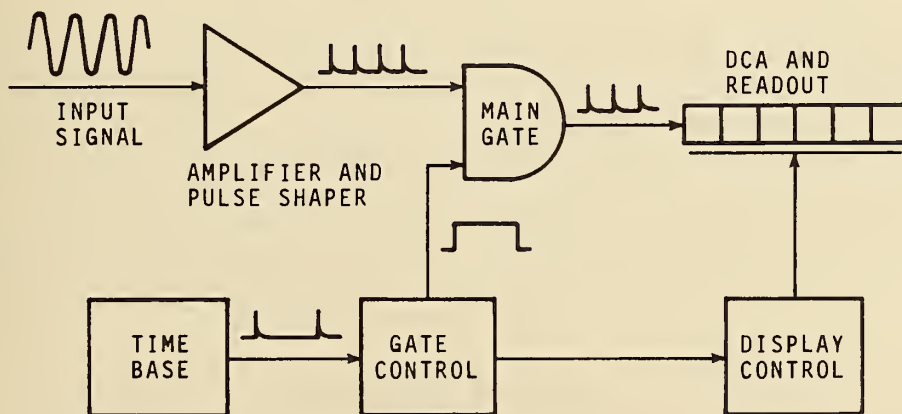 DCA AND
READOUT
INPUT
SIGNAL
MAIN
GATE
AMPLIFIER AND
PULSE SHAPER
TIME
BASE
GATE
CONTROL
DISPLAY
CONTROL